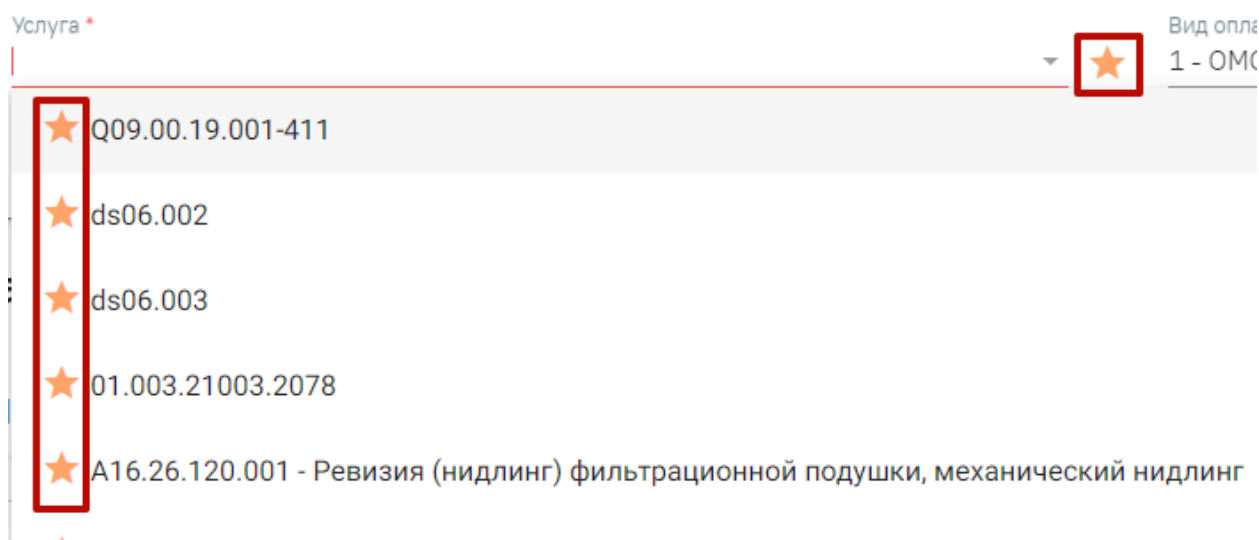 Услуга *
Вид опла
1 - ОМС
Q09.00.19.001-411
ds06.002
ds06.003
01.003.21003.2078
A16.26.120.001 - Ревизия (нидлинг) фильтрационной подушки, механический нидлинг